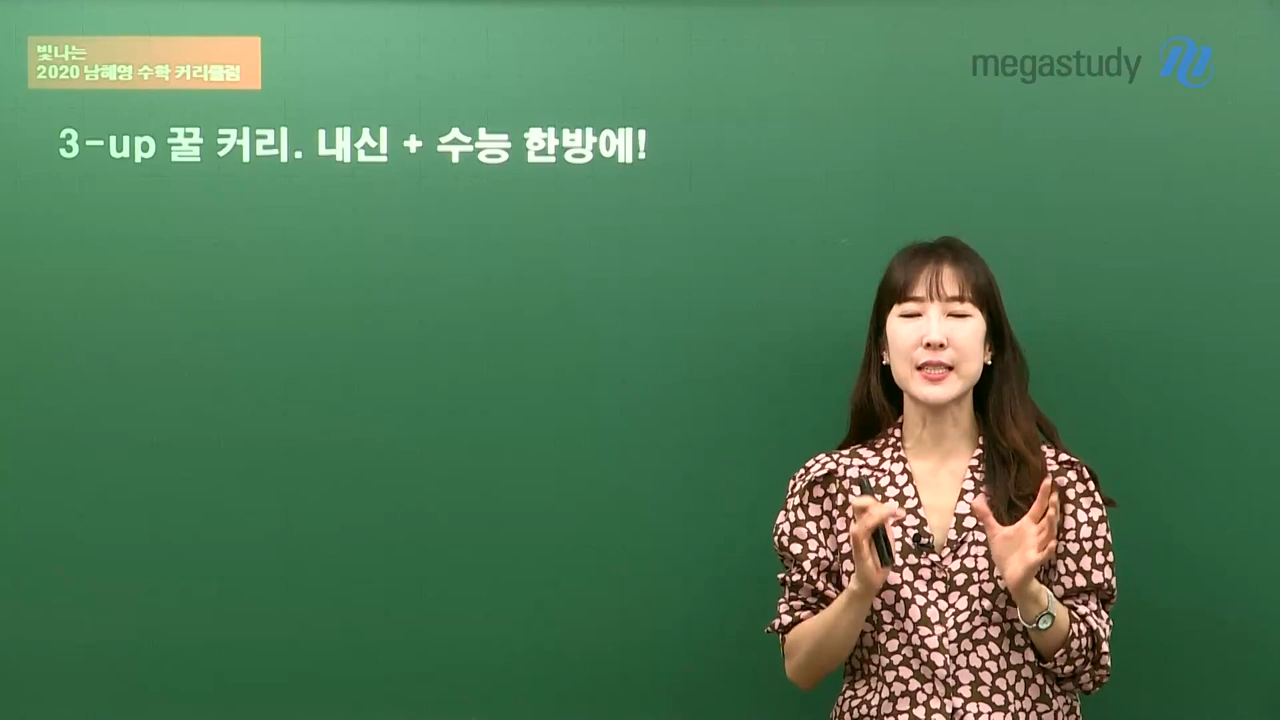 빛나는
2020 남혜영 수학 커리큘럼
megastudy
3-up 꿀 커리. 내신 + 수능 한방에!